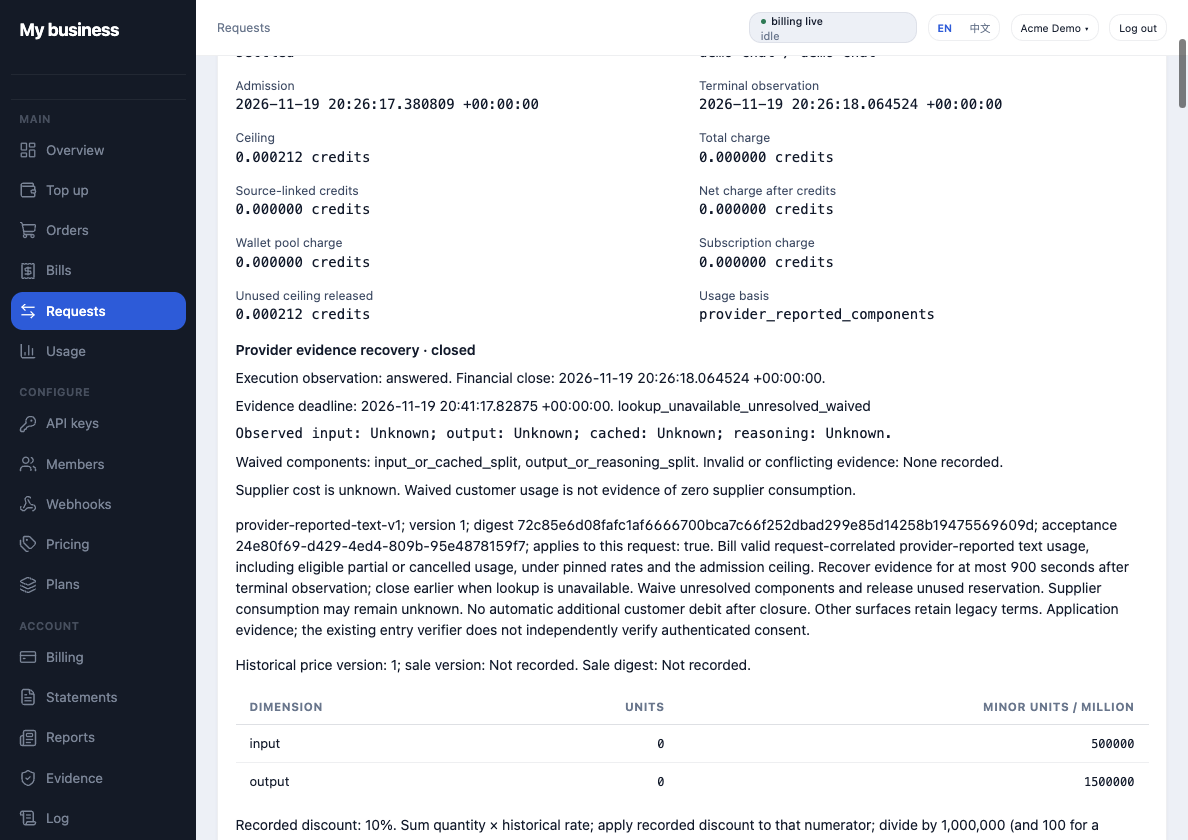 My business
MAIN
Overview
Top up
Orders
Bills
Requests
Usage
CONFIGURE
API keys
Members
Webhooks
Pricing
Plans
ACCOUNT
Billing
Statements
Reports
Evidence
Log
Requests
billing live
idle
EN
中文
Acme Demo
Log out
Admission
2026-11-19 20:26:17.380809 +00:00:00
Terminal observation
2026-11-19 20:26:18.064524 +00:00:00
Ceiling
0.000212 credits
Total charge
0.000000 credits
Source-linked credits
0.000000 credits
Net charge after credits
0.000000 credits
Wallet pool charge
0.000000 credits
Subscription charge
0.000000 credits
Unused ceiling released
0.000212 credits
Usage basis
provider_reported_components
Provider evidence recovery · closed
Execution observation: answered. Financial close: 2026-11-19 20:26:18.064524 +00:00:00.
Evidence deadline: 2026-11-19 20:41:17.82875 +00:00:00. lookup_unavailable_unresolved_waived
Observed input: Unknown; output: Unknown; cached: Unknown; reasoning: Unknown.
Waived components: input_or_cached_split, output_or_reasoning_split. Invalid or conflicting evidence: None recorded.
Supplier cost is unknown. Waived customer usage is not evidence of zero supplier consumption.
provider-reported-text-v1; version 1; digest 72c85e6d08fafc1af6666700bca7c66f252dbad299e85d14258b19475569609d; acceptance
24e80f69-d429-4ed4-809b-95e4878159f7; applies to this request: true. Bill valid request-correlated provider-reported text usage,
including eligible partial or cancelled usage, under pinned rates and the admission ceiling. Recover evidence for at most 900 seconds after
terminal observation; close earlier when lookup is unavailable. Waive unresolved components and release unused reservation. Supplier
consumption may remain unknown. No automatic additional customer debit after closure. Other surfaces retain legacy terms. Application
evidence; the existing entry verifier does not independently verify authenticated consent.
Historical price version: 1; sale version: Not recorded. Sale digest: Not recorded.
DIMENSION UNITS MINOR UNITS / MILLION
input 0 500000
output 0 1500000
Recorded discount: 10%. Sum quantity × historical rate; apply recorded discount to that numerator; divide by 1,000,000 (and 100 for a